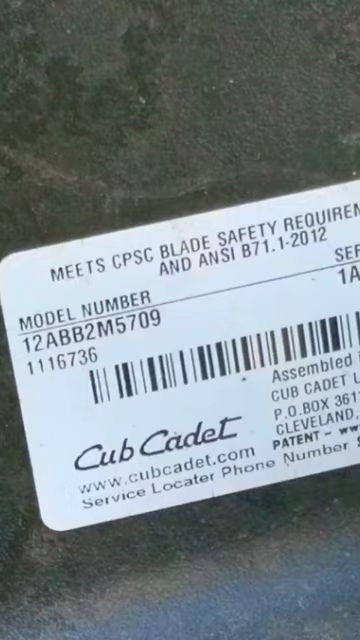 MEETS CPSC BLADE SAFETY REQUIREM
AND ANSI B71.1-2012
MODEL NUMBER
SER
12ABB2M5709
1A
1116736
Assembled
CUB CADET L
P.O.BOX 361
CLEVELAND,
PATENT - ww
Cub Cadet
www.cubcadet.com
Service Locater Phone Number